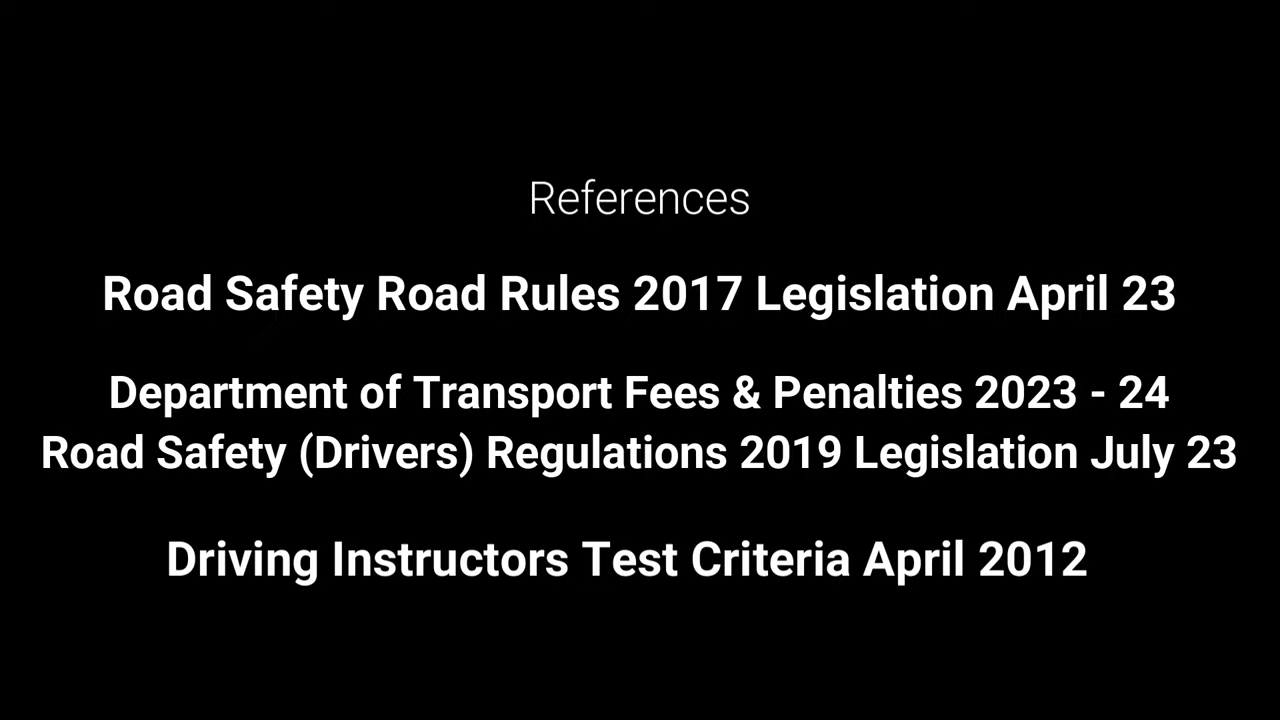 References
Road Safety Road Rules 2017 Legislation April 23
Department of Transport Fees & Penalties 2023 - 24
Road Safety (Drivers) Regulations 2019 Legislation July 23
Driving Instructors Test Criteria April 2012